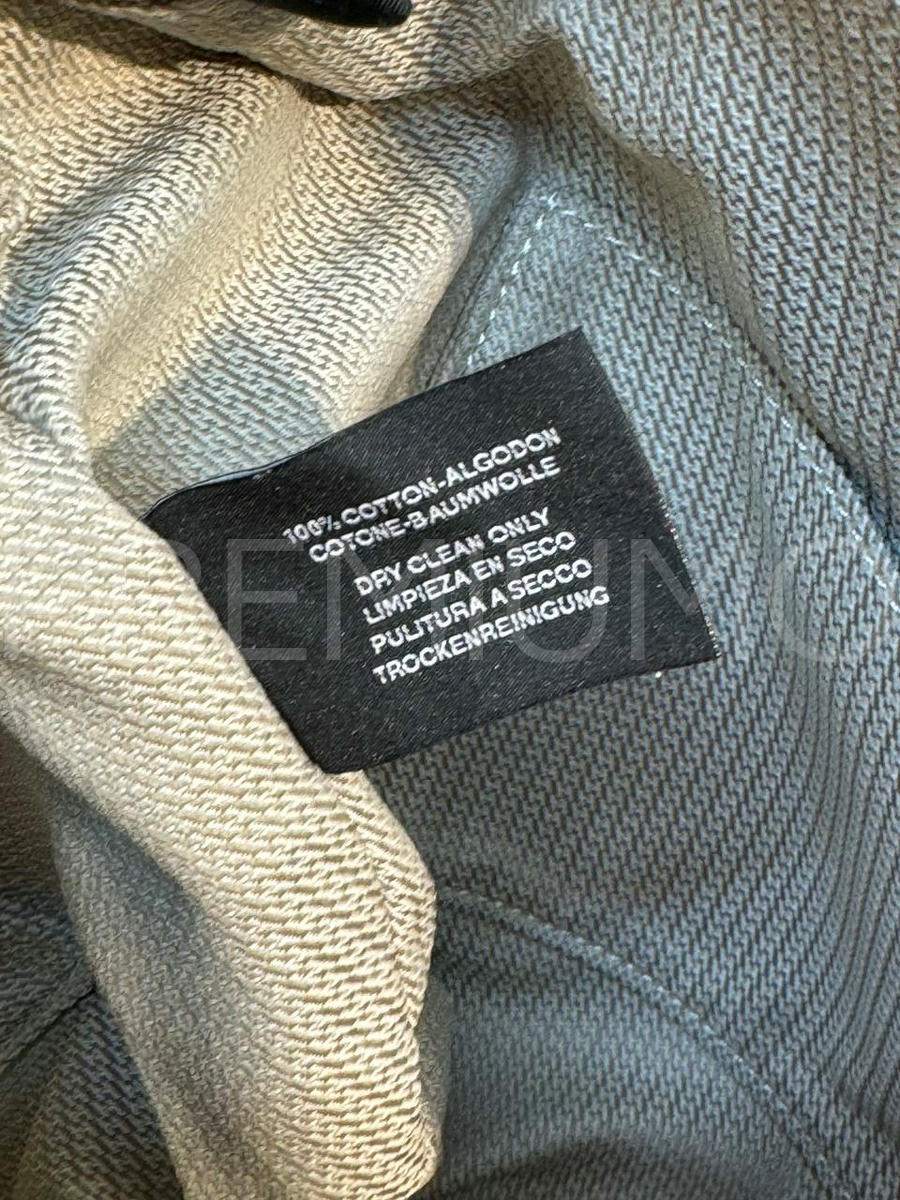 100% COTTON-ALGODON
COTONE-BAUMWOLLE
DRY CLEAN ONLY
LIMPIEZA EN SECO
PULITURA A SECCO
TROCKENREINIGUNG